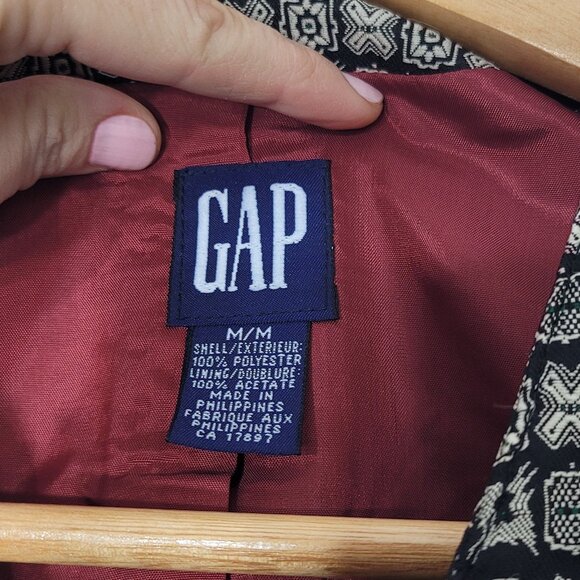 GAP
M/M
SHELL/EXTERIEUR:
100% POLYESTER
LINING/DOUBLURE:
100% ACETATE
MADE IN
PHILIPPINES
FABRIQUE AUX
PHILIPPINES
CA 17897